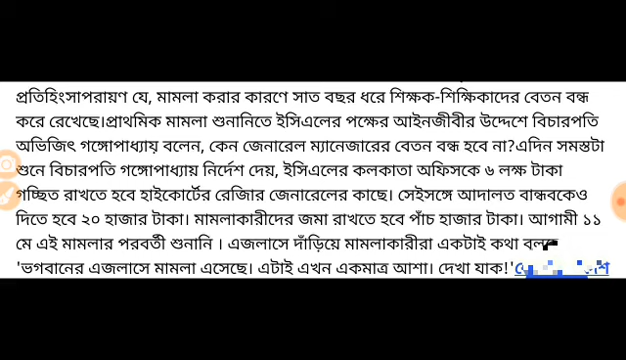 প্রতিহিংসাপরায়ণ যে, মামলা করার কারণে সাত বছর ধরে শিক্ষক-শিক্ষিকাদের বেতন বন্ধ
করে রেখেছে।প্রাথমিক মামলা শুনানিতে ইসিএলের পক্ষের আইনজীবীর উদ্দেশে বিচারপতি
অভিজিৎ গঙ্গোপাধ্যায় বলেন, কেন জেনারেল ম্যানেজারের বেতন বন্ধ হবে না?এদিন সমস্তটা
শুনে বিচারপতি গঙ্গোপাধ্যায় নির্দেশ দেয়, ইসিএলের কলকাতা অফিসকে ৬ লক্ষ টাকা
গচ্ছিত রাখতে হবে হাইকোর্টের রেজিার জেনারেলের কাছে। সেইসঙ্গে আদালত বান্ধবকেও
দিতে হবে ২০ হাজার টাকা। মামলাকারীদের জমা রাখতে হবে পাঁচ হাজার টাকা। আগামী ১১
মে এই মামলার পরবর্তী শুনানি । এজলাসে দাঁড়িয়ে মামলাকারীরা একটাই কথা
'ভগবানের এজলাসে মামলা এসেছে। এটাই এখন একমাত্র আশা। দেখা যাক!'